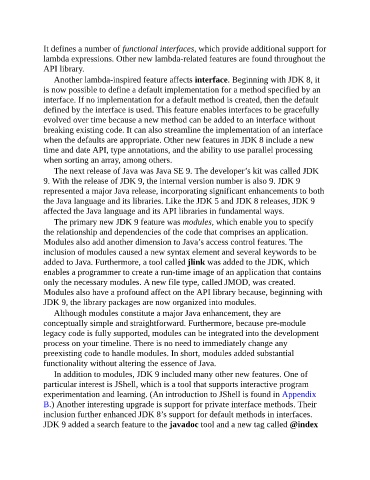 It defines a number of functional interfaces, which provide additional support for
lambda expressions. Other new lambda-related features are found throughout the
API library.
Another lambda-inspired feature affects interface. Beginning with JDK 8, it
is now possible to define a default implementation for a method specified by an
interface. If no implementation for a default method is created, then the default
defined by the interface is used. This feature enables interfaces to be gracefully
evolved over time because a new method can be added to an interface without
breaking existing code. It can also streamline the implementation of an interface
when the defaults are appropriate. Other new features in JDK 8 include a new
time and date API, type annotations, and the ability to use parallel processing
when sorting an array, among others.
The next release of Java was Java SE 9. The developer’s kit was called JDK
9. With the release of JDK 9, the internal version number is also 9. JDK 9
represented a major Java release, incorporating significant enhancements to both
the Java language and its libraries. Like the JDK 5 and JDK 8 releases, JDK 9
affected the Java language and its API libraries in fundamental ways.
The primary new JDK 9 feature was modules, which enable you to specify
the relationship and dependencies of the code that comprises an application.
Modules also add another dimension to Java’s access control features. The
inclusion of modules caused a new syntax element and several keywords to be
added to Java. Furthermore, a tool called jlink was added to the JDK, which
enables a programmer to create a run-time image of an application that contains
only the necessary modules. A new file type, called JMOD, was created.
Modules also have a profound affect on the API library because, beginning with
JDK 9, the library packages are now organized into modules.
Although modules constitute a major Java enhancement, they are
conceptually simple and straightforward. Furthermore, because pre-module
legacy code is fully supported, modules can be integrated into the development
process on your timeline. There is no need to immediately change any
preexisting code to handle modules. In short, modules added substantial
functionality without altering the essence of Java.
In addition to modules, JDK 9 included many other new features. One of
particular interest is JShell, which is a tool that supports interactive program
experimentation and learning. (An introduction to JShell is found in Appendix
B.) Another interesting upgrade is support for private interface methods. Their
inclusion further enhanced JDK 8’s support for default methods in interfaces.
JDK 9 added a search feature to the javadoc tool and a new tag called @index